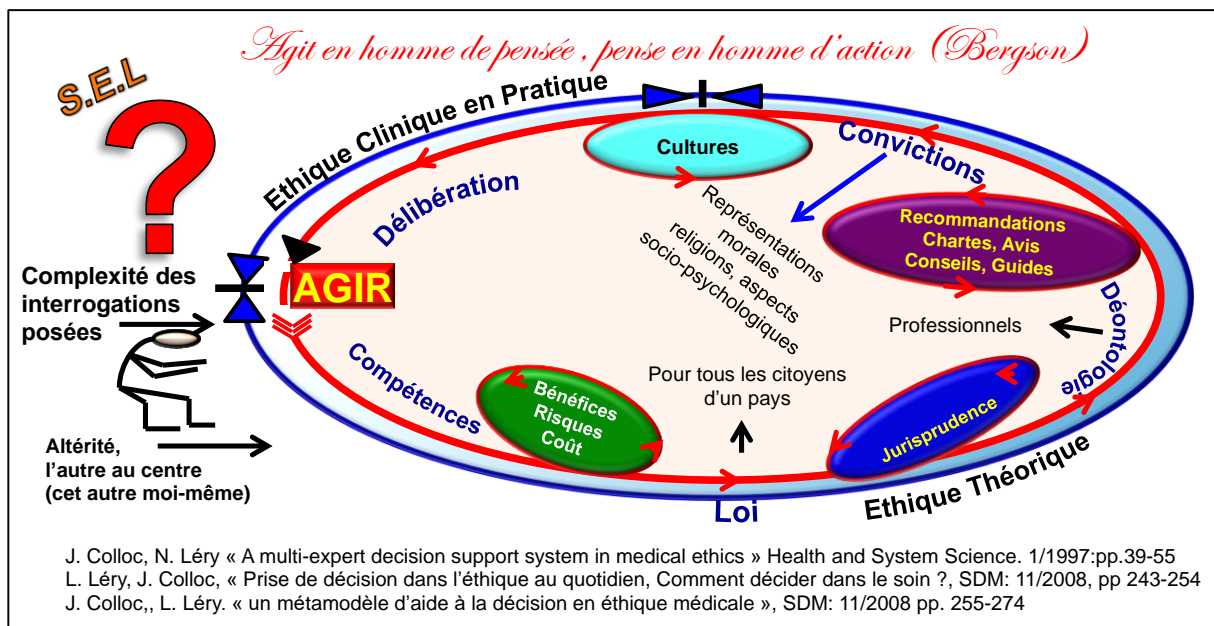 Agit en homme de pensée , pense en homme d'action (Bergson)
S.E.L
?
Ethique Clinique en Pratique
Cultures
Convictions
Délibération
Représentations
morales
religions, aspects
socio-psychologiques
Recommandations
Chartes, Avis
Conseils, Guides
Complexité des
interrogations
posées
AGIR
Déontologie
Professionnels
Compétences
Bénéfices
Risques
Coût
Pour tous les citoyens
d'un pays
Jurisprudence
Altérité,
l'autre au centre
(cet autre moi-même)
Loi
Ethique Théorique
J. Colloc, N. Léry « A multi-expert decision support system in medical ethics » Health and System Science. 1/1997:pp.39-55
L. Léry, J. Colloc, « Prise de décision dans l'éthique au quotidien, Comment décider dans le soin ?, SDM: 11/2008, pp 243-254
J. Colloc,, L. Léry. « un métamodèle d'aide à la décision en éthique médicale », SDM: 11/2008 pp. 255-274